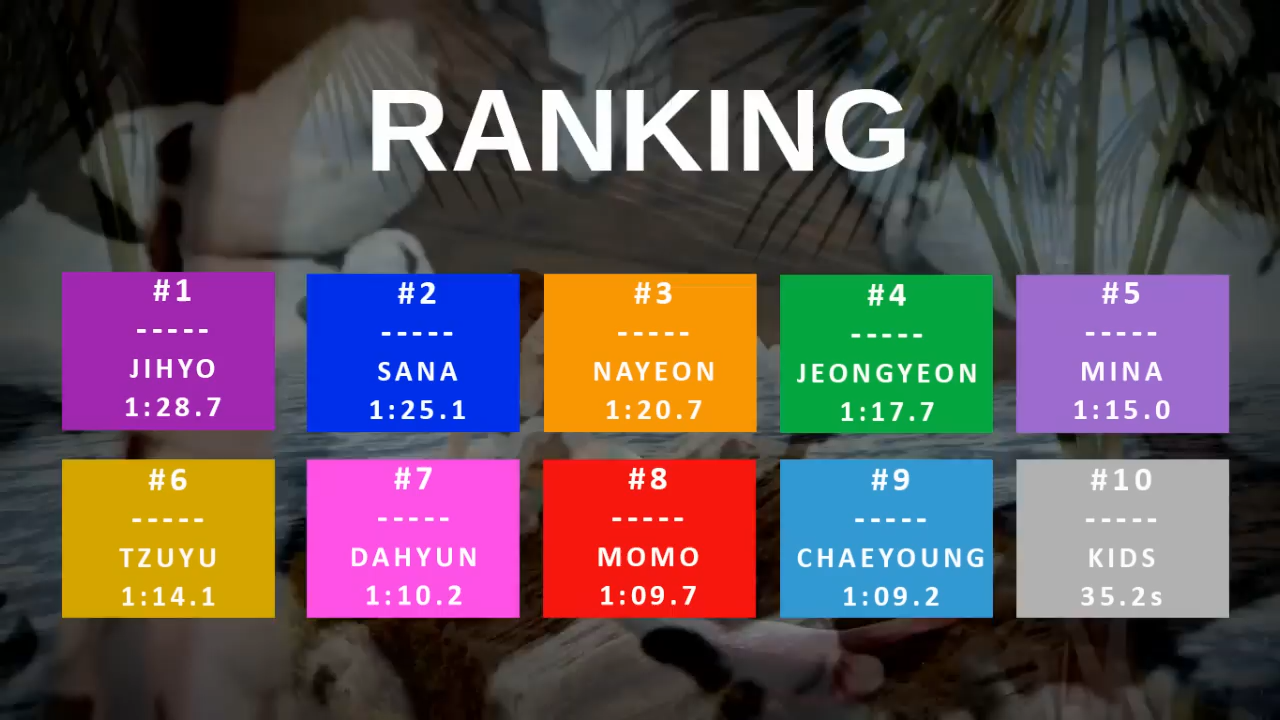 RANKING
#1
-----
JIHYO
1:28.7
#2
-----
SANA
1:25.1
#3
-----
NAYEON
1:20.7
#4
-----
JEONGYEON
1:17.7
#5
-----
MINA
1:15.0
#6
-----
TZUYU
1:14.1
#7
-----
DAHYUN
1:10.2
#8
-----
MOMO
1:09.7
#9
-----
CHAEYOUNG
1:09.2
#10
-----
KIDS
35.2s